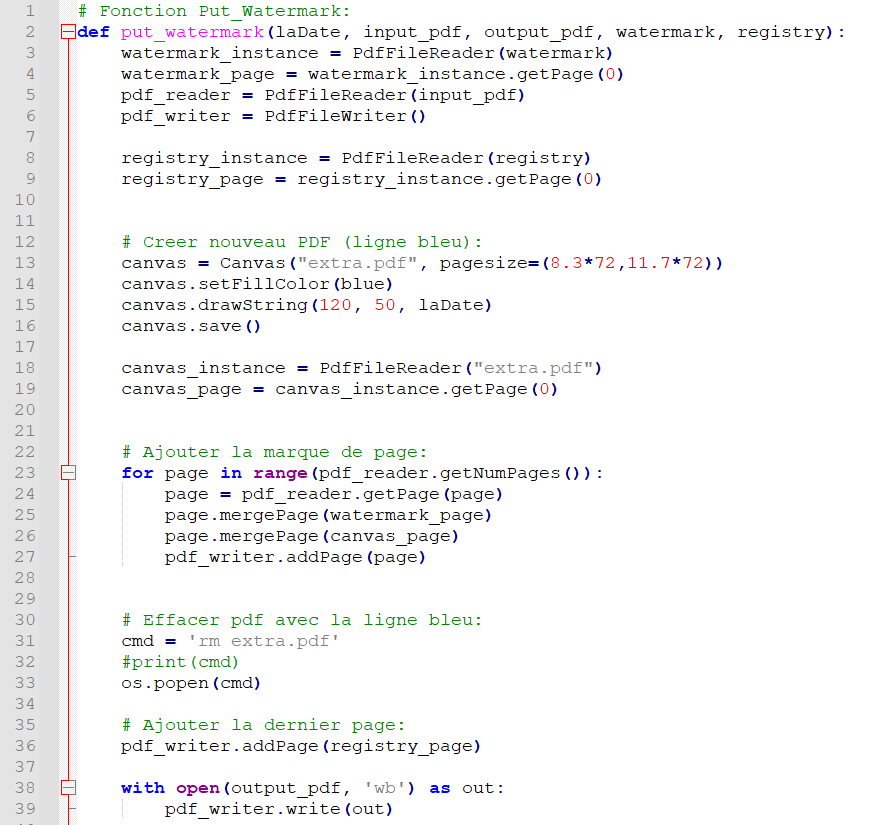 1 # Fonction Put_Watermark:
2 def put_watermark(laDate, input_pdf, output_pdf, watermark, registry):
3     watermark_instance = PdfFileReader(watermark)
4     watermark_page = watermark_instance.getPage(0)
5     pdf_reader = PdfFileReader(input_pdf)
6     pdf_writer = PdfFileWriter()
7
8     registry_instance = PdfFileReader(registry)
9     registry_page = registry_instance.getPage(0)
10
11
12     # Creer nouveau PDF (ligne bleu):
13     canvas = Canvas("extra.pdf", pagesize=(8.3*72,11.7*72))
14     canvas.setFillColor(blue)
15     canvas.drawString(120, 50, laDate)
16     canvas.save()
17
18     canvas_instance = PdfFileReader("extra.pdf")
19     canvas_page = canvas_instance.getPage(0)
20
21
22     # Ajouter la marque de page:
23     for page in range(pdf_reader.getNumPages()):
24         page = pdf_reader.getPage(page)
25         page.mergePage(watermark_page)
26         page.mergePage(canvas_page)
27         pdf_writer.addPage(page)
28
29
30     # Effacer pdf avec la ligne bleu:
31     cmd = 'rm extra.pdf'
32     #print(cmd)
33     os.popen(cmd)
34
35     # Ajouter la dernier page:
36     pdf_writer.addPage(registry_page)
37
38     with open(output_pdf, 'wb') as out:
39         pdf_writer.write(out)